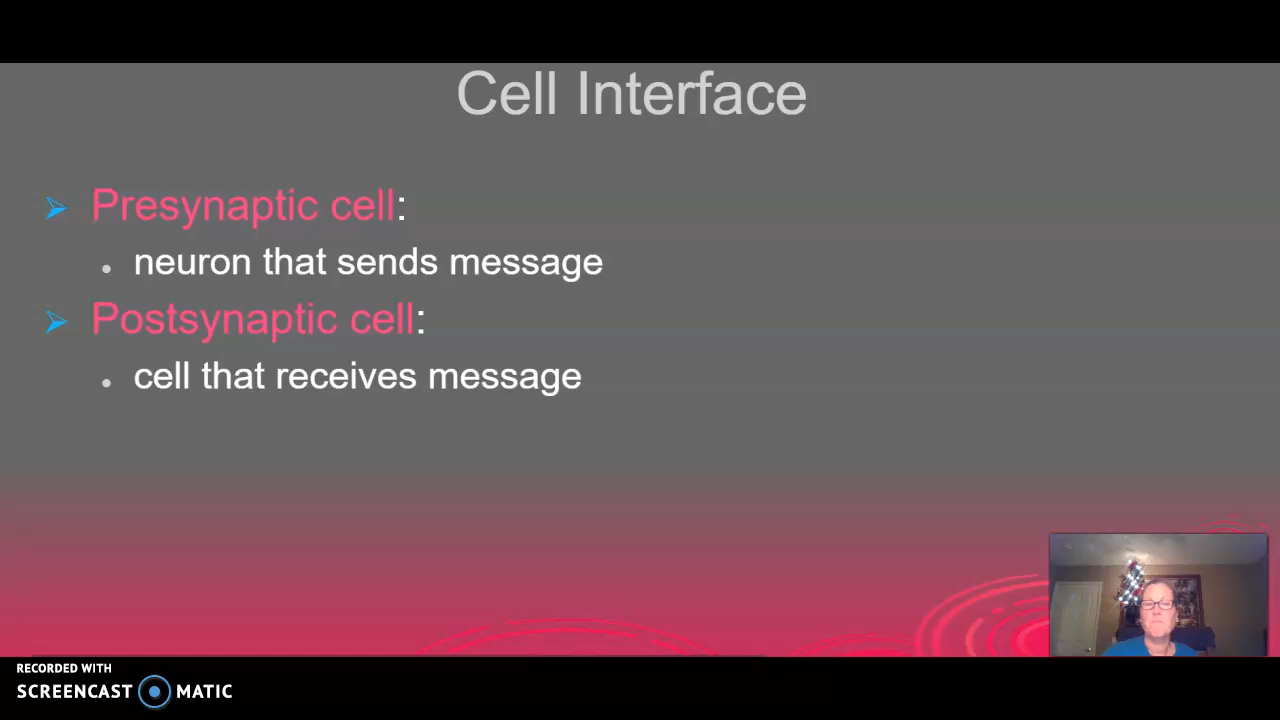 Cell Interface
Presynaptic cell:
neuron that sends message
Postsynaptic cell:
cell that receives message
RECORDED WITH
SCREENCAST MATIC